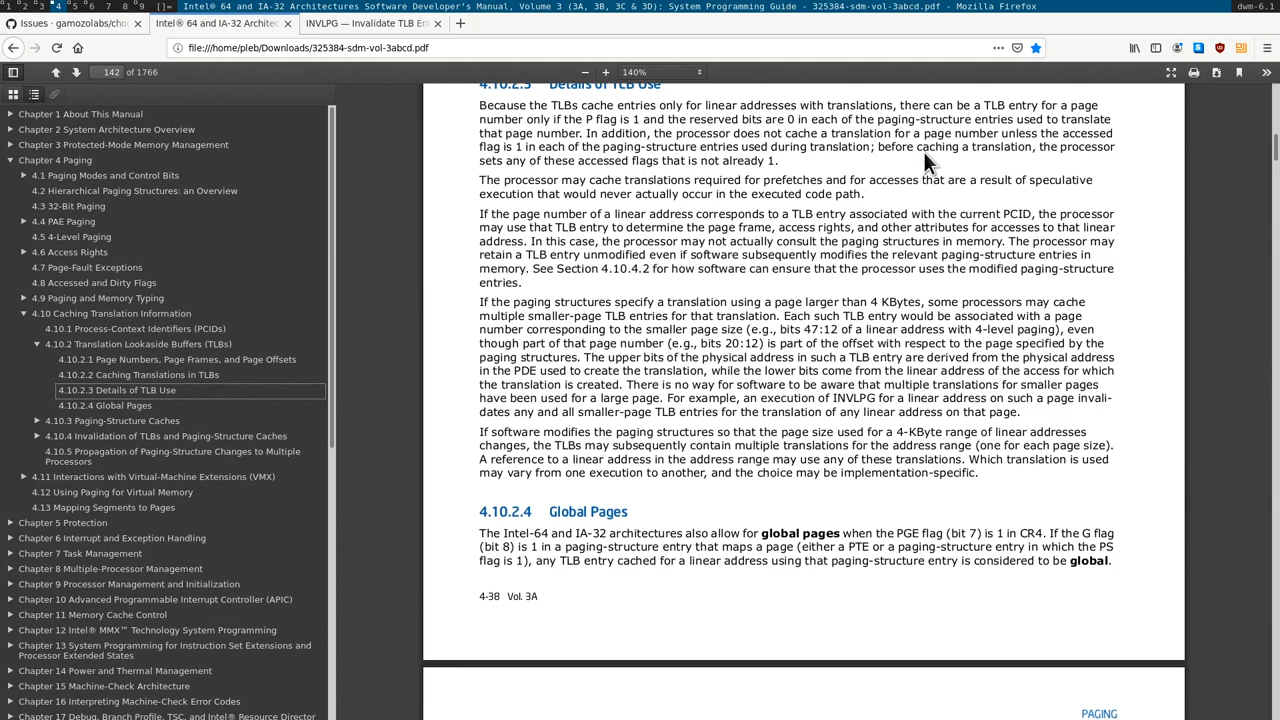 1 2 3 4 5 6 7 8 9 []= Intel® 64 and IA-32 Architectures Software Developer's Manual, Volume 3 (3A, 3B, 3C & 3D): System Programming Guide - 325384-sdm-vol-3abcd.pdf - Mozilla Firefox dwm-6.1
Issues · gamozolabs/choc
Intel® 64 and IA-32 Architec
INVLPG — Invalidate TLB Ent
file:///home/pleb/Downloads/325384-sdm-vol-3abcd.pdf
142 of 1766
140%
Chapter 1 About This Manual
Chapter 2 System Architecture Overview
Chapter 3 Protected-Mode Memory Management
Chapter 4 Paging
4.1 Paging Modes and Control Bits
4.2 Hierarchical Paging Structures: an Overview
4.3 32-Bit Paging
4.4 PAE Paging
4.5 4-Level Paging
4.6 Access Rights
4.7 Page-Fault Exceptions
4.8 Accessed and Dirty Flags
4.9 Paging and Memory Typing
4.10 Caching Translation Information
4.10.1 Process-Context Identifiers (PCIDs)
4.10.2 Translation Lookaside Buffers (TLBs)
4.10.2.1 Page Numbers, Page Frames, and Page Offsets
4.10.2.2 Caching Translations in TLBs
4.10.2.3 Details of TLB Use
4.10.2.4 Global Pages
4.10.3 Paging-Structure Caches
4.10.4 Invalidation of TLBs and Paging-Structure Caches
4.10.5 Propagation of Paging-Structure Changes to Multiple
Processors
4.11 Interactions with Virtual-Machine Extensions (VMX)
4.12 Using Paging for Virtual Memory
4.13 Mapping Segments to Pages
Chapter 5 Protection
Chapter 6 Interrupt and Exception Handling
Chapter 7 Task Management
Chapter 8 Multiple-Processor Management
Chapter 9 Processor Management and Initialization
Chapter 10 Advanced Programmable Interrupt Controller (APIC)
Chapter 11 Memory Cache Control
Chapter 12 Intel® MMX™ Technology System Programming
Chapter 13 System Programming for Instruction Set Extensions and
Processor Extended States
Chapter 14 Power and Thermal Management
Chapter 15 Machine-Check Architecture
Chapter 16 Interpreting Machine-Check Error Codes
Chapter 17 Debug, Branch Profile, TSC, and Intel® Resource Director
4.10.2.3 Details of TLB Use
Because the TLBs cache entries only for linear addresses with translations, there can be a TLB entry for a page
number only if the P flag is 1 and the reserved bits are 0 in each of the paging-structure entries used to translate
that page number. In addition, the processor does not cache a translation for a page number unless the accessed
flag is 1 in each of the paging-structure entries used during translation; before caching a translation, the processor
sets any of these accessed flags that is not already 1.
The processor may cache translations required for prefetches and for accesses that are a result of speculative
execution that would never actually occur in the executed code path.
If the page number of a linear address corresponds to a TLB entry associated with the current PCID, the processor
may use that TLB entry to determine the page frame, access rights, and other attributes for accesses to that linear
address. In this case, the processor may not actually consult the paging structures in memory. The processor may
retain a TLB entry unmodified even if software subsequently modifies the relevant paging-structure entries in
memory. See Section 4.10.4.2 for how software can ensure that the processor uses the modified paging-structure
entries.
If the paging structures specify a translation using a page larger than 4 KBytes, some processors may cache
multiple smaller-page TLB entries for that translation. Each such TLB entry would be associated with a page
number corresponding to the smaller page size (e.g., bits 47:12 of a linear address with 4-level paging), even
though part of that page number (e.g., bits 20:12) is part of the offset with respect to the page specified by the
paging structures. The upper bits of the physical address in such a TLB entry are derived from the physical address
in the PDE used to create the translation, while the lower bits come from the linear address of the access for which
the translation is created. There is no way for software to be aware that multiple translations for smaller pages
have been used for a large page. For example, an execution of INVLPG for a linear address on such a page invali-
dates any and all smaller-page TLB entries for the translation of any linear address on that page.
If software modifies the paging structures so that the page size used for a 4-KByte range of linear addresses
changes, the TLBs may subsequently contain multiple translations for the address range (one for each page size).
A reference to a linear address in the address range may use any of these translations. Which translation is used
may vary from one execution to another, and the choice may be implementation-specific.
4.10.2.4 Global Pages
The Intel-64 and IA-32 architectures also allow for global pages when the PGE flag (bit 7) is 1 in CR4. If the G flag
(bit 8) is 1 in a paging-structure entry that maps a page (either a PTE or a paging-structure entry in which the PS
flag is 1), any TLB entry cached for a linear address using that paging-structure entry is considered to be global.
4-38 Vol. 3A
PAGING